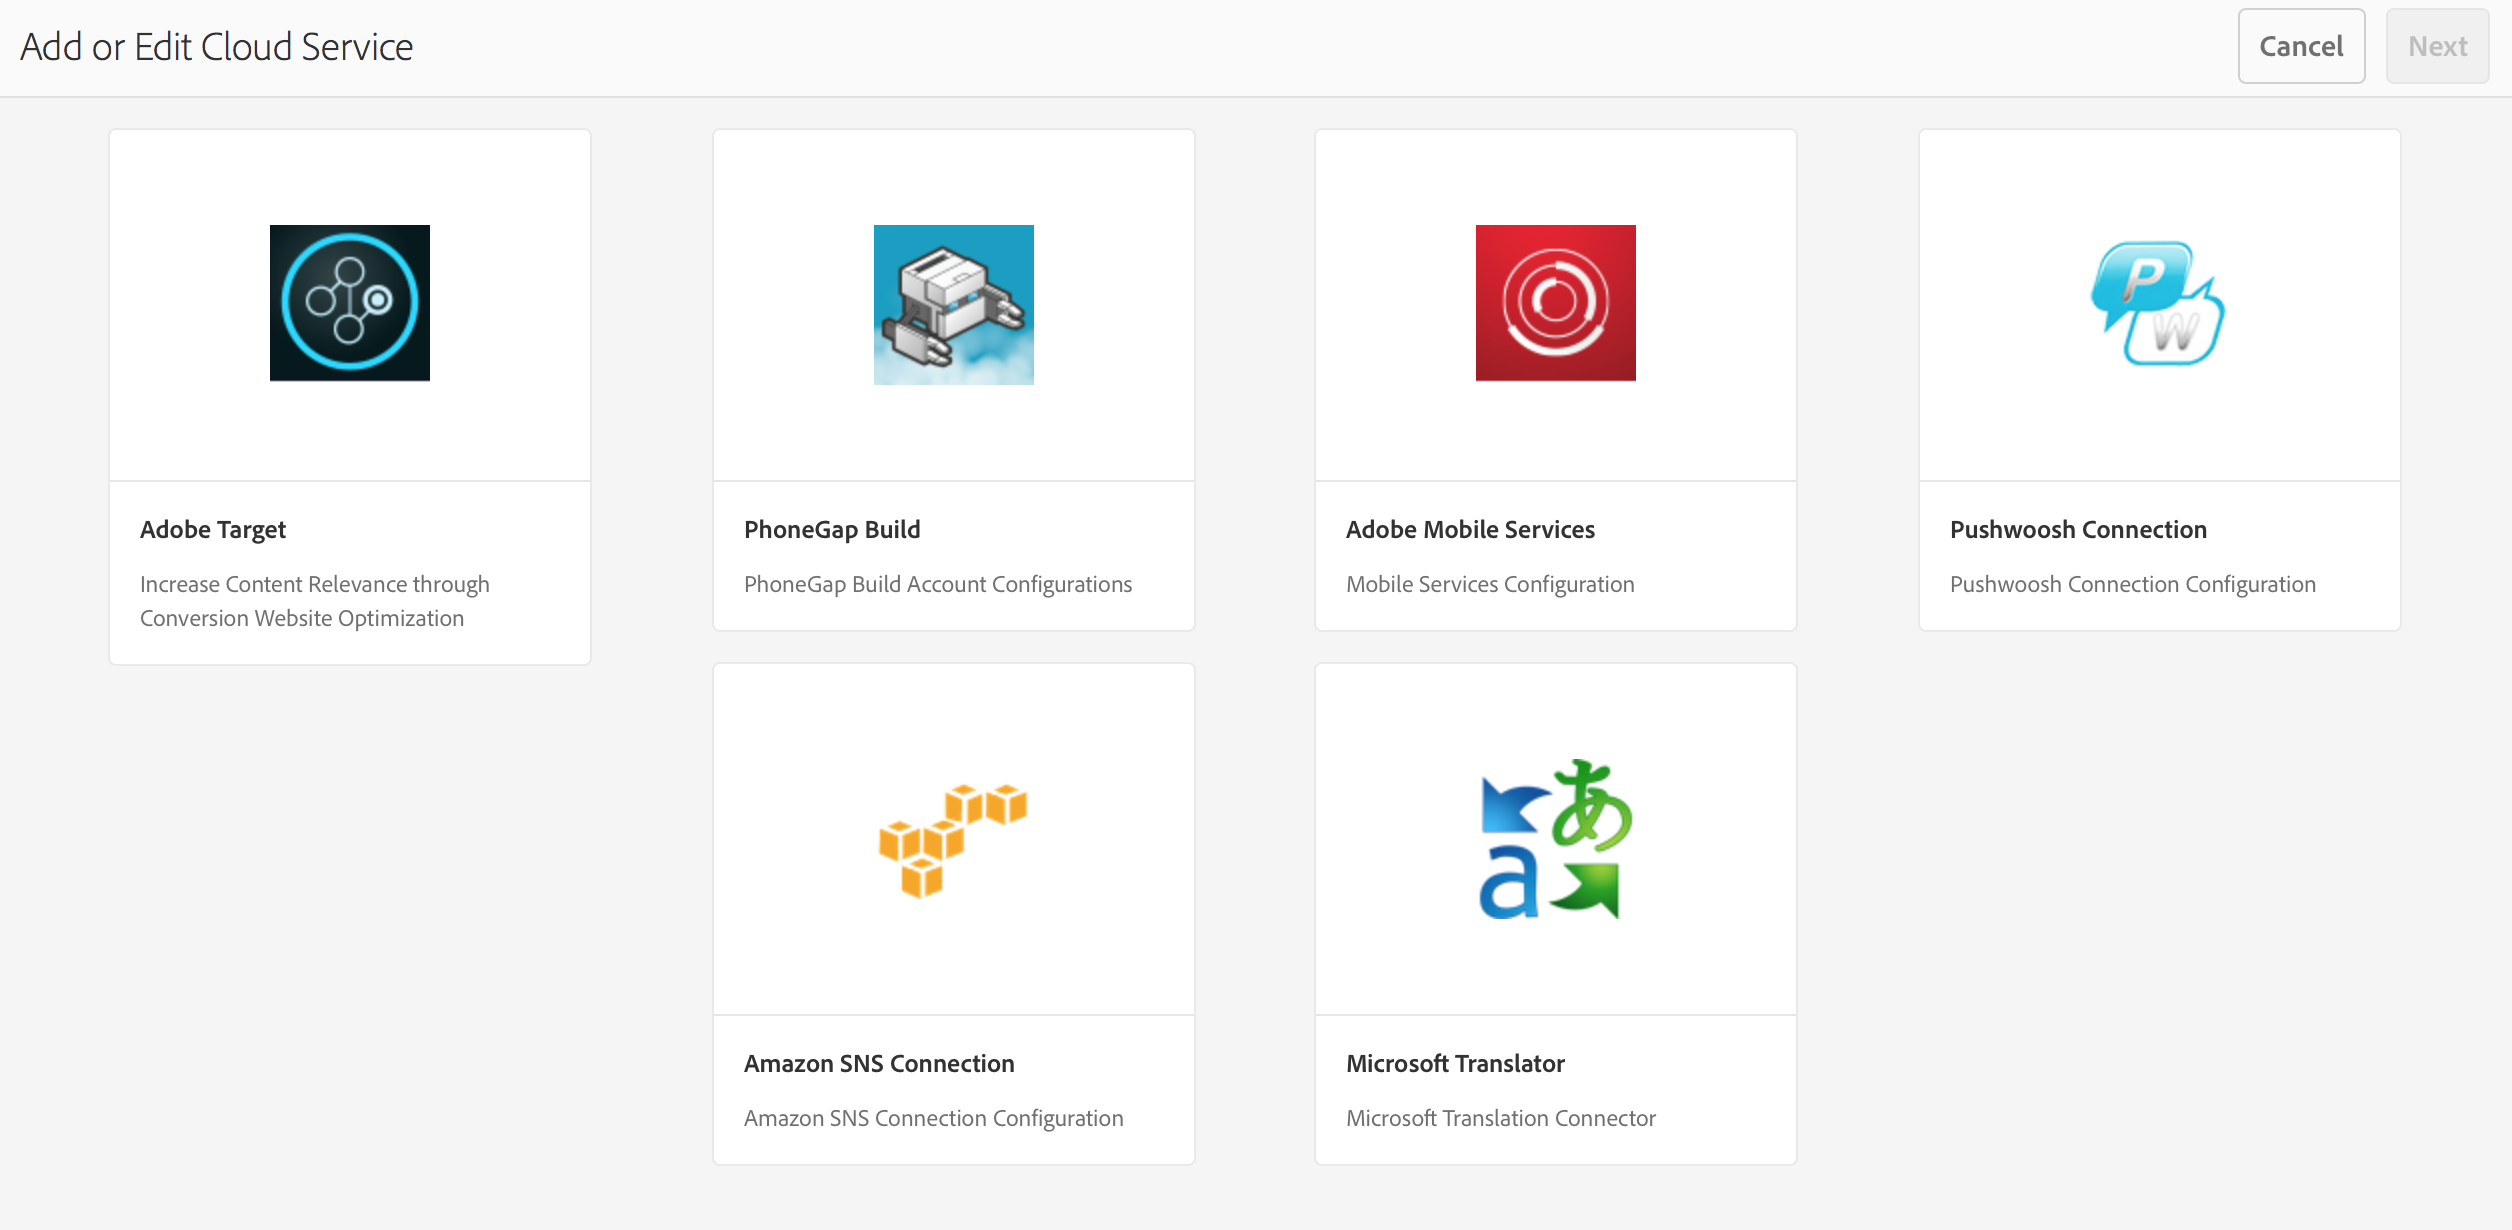 Add or Edit Cloud Service
Cancel
Next
P
W
Adobe Target
Increase Content Relevance through
Conversion Website Optimization
PhoneGap Build
PhoneGap Build Account Configurations
Adobe Mobile Services
Mobile Services Configuration
Pushwoosh Connection
Pushwoosh Connection Configuration
あ
a
Amazon SNS Connection
Amazon SNS Connection Configuration
Microsoft Translator
Microsoft Translation Connector